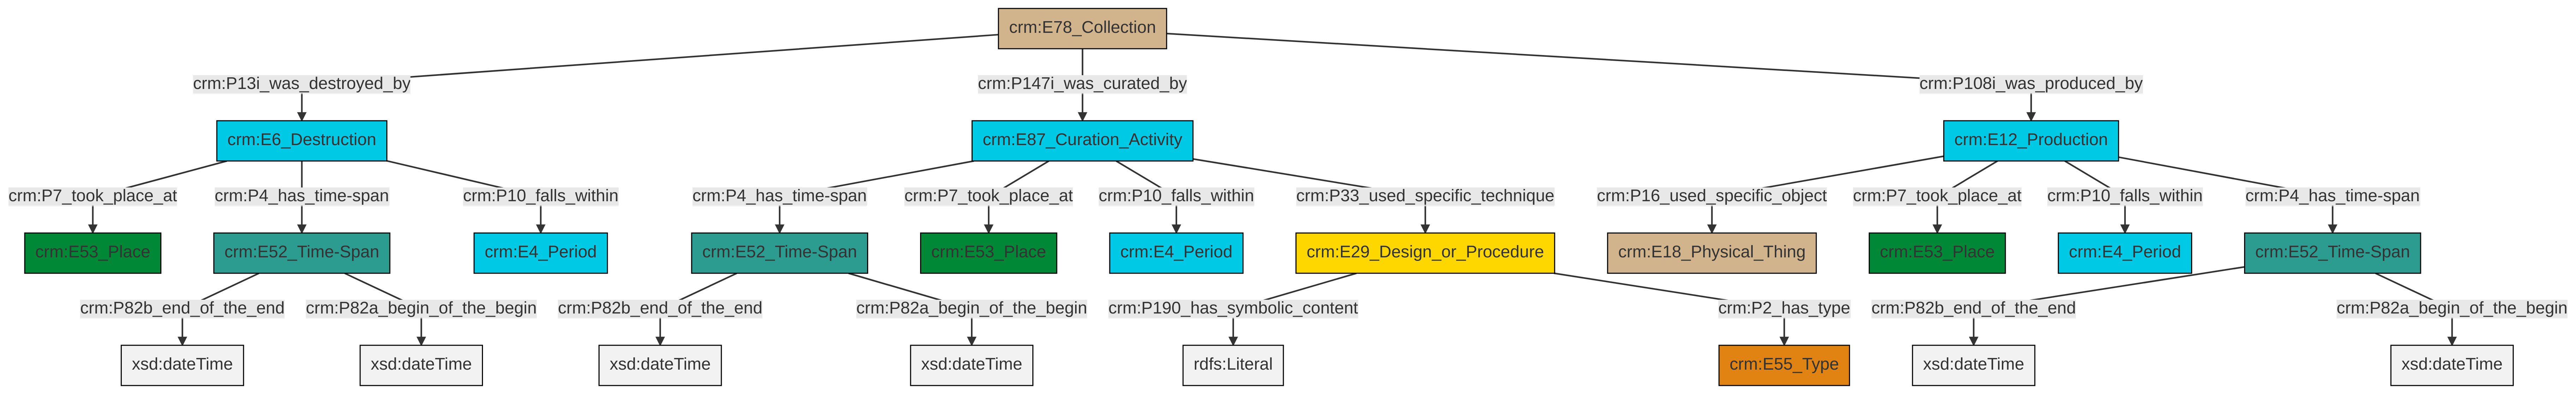 crm:E78_Collection
crm:P13i_was_destroyed_by
crm:P147i_was_curated_by
crm:P108i_was_produced_by
crm:E6_Destruction
crm:E87_Curation_Activity
crm:E12_Production
crm:P7_took_place_at
crm:P4_has_time-span
crm:P10_falls_within
crm:P4_has_time-span
crm:P7_took_place_at
crm:P10_falls_within
crm:P33_used_specific_technique
crm:P16_used_specific_object
crm:P7_took_place_at
crm:P10_falls_within
crm:P4_has_time-span
crm:E53_Place
crm:E52_Time-Span
crm:E4_Period
crm:E52_Time-Span
crm:E53_Place
crm:E4_Period
crm:E29_Design_or_Procedure
crm:E18_Physical_Thing
crm:E53_Place
crm:E4_Period
crm:E52_Time-Span
crm:P82b_end_of_the_end
crm:P82a_begin_of_the_begin
crm:P82b_end_of_the_end
crm:P82a_begin_of_the_begin
crm:P190_has_symbolic_content
crm:P2_has_type
crm:P82b_end_of_the_end
crm:P82a_begin_of_the_begin
xsd:dateTime
xsd:dateTime
xsd:dateTime
xsd:dateTime
rdfs:Literal
crm:E55_Type
xsd:dateTime
xsd:dateTime